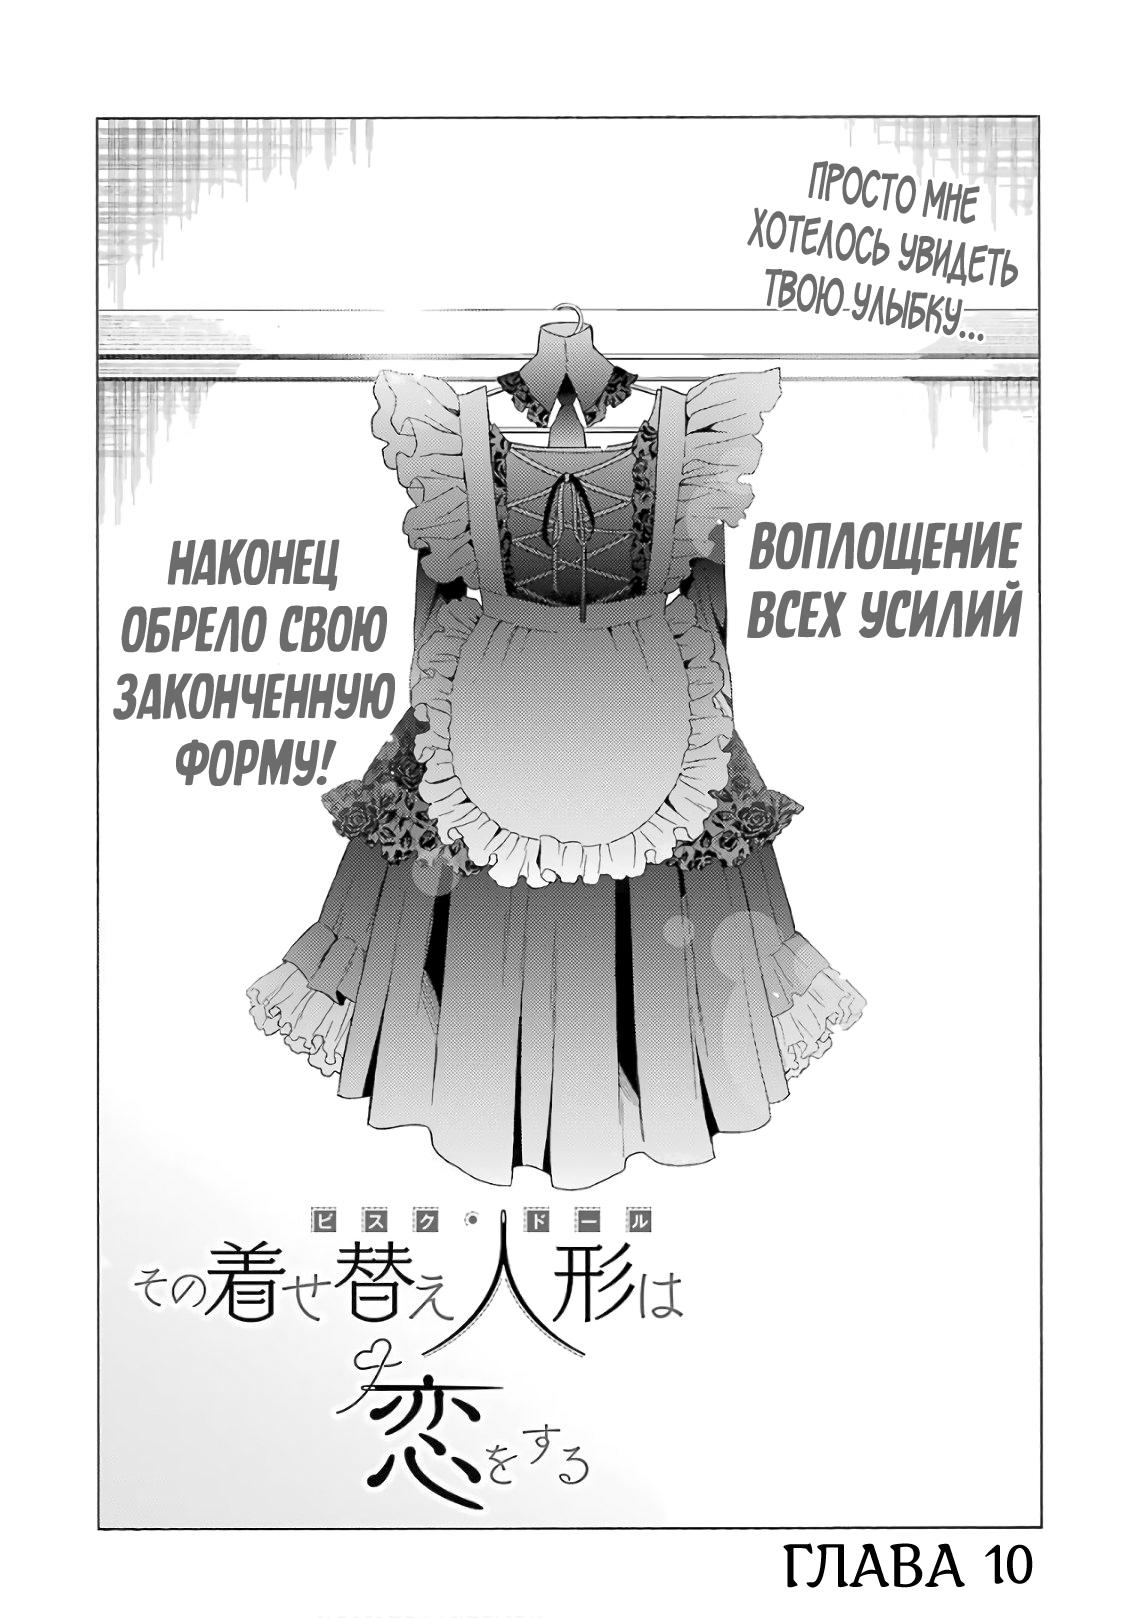 ПРОСТО МНЕ
ХОТЕЛОСЬ УВИДЕТЬ
ТВОЮ УЛЫБКУ...
ВОПЛОЩЕНИЕ
ВСЕХ УСИЛИЙ
НАКОНЕЦ
ОБРЕЛО СВОЮ
ЗАКОНЧЕННУЮ
ФОРМУ!
ビスク・ドール
その着せ替え人形は
恋をする
ГЛАВА 10